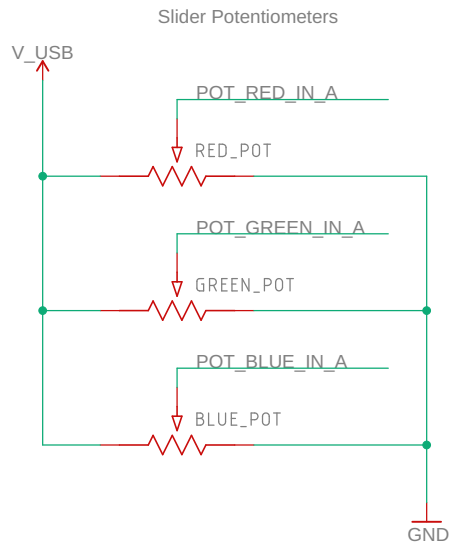 Slider Potentiometers
V_USB
POT_RED_IN_A
RED_POT
POT_GREEN_IN_A
GREEN_POT
POT_BLUE_IN_A
BLUE_POT
GND